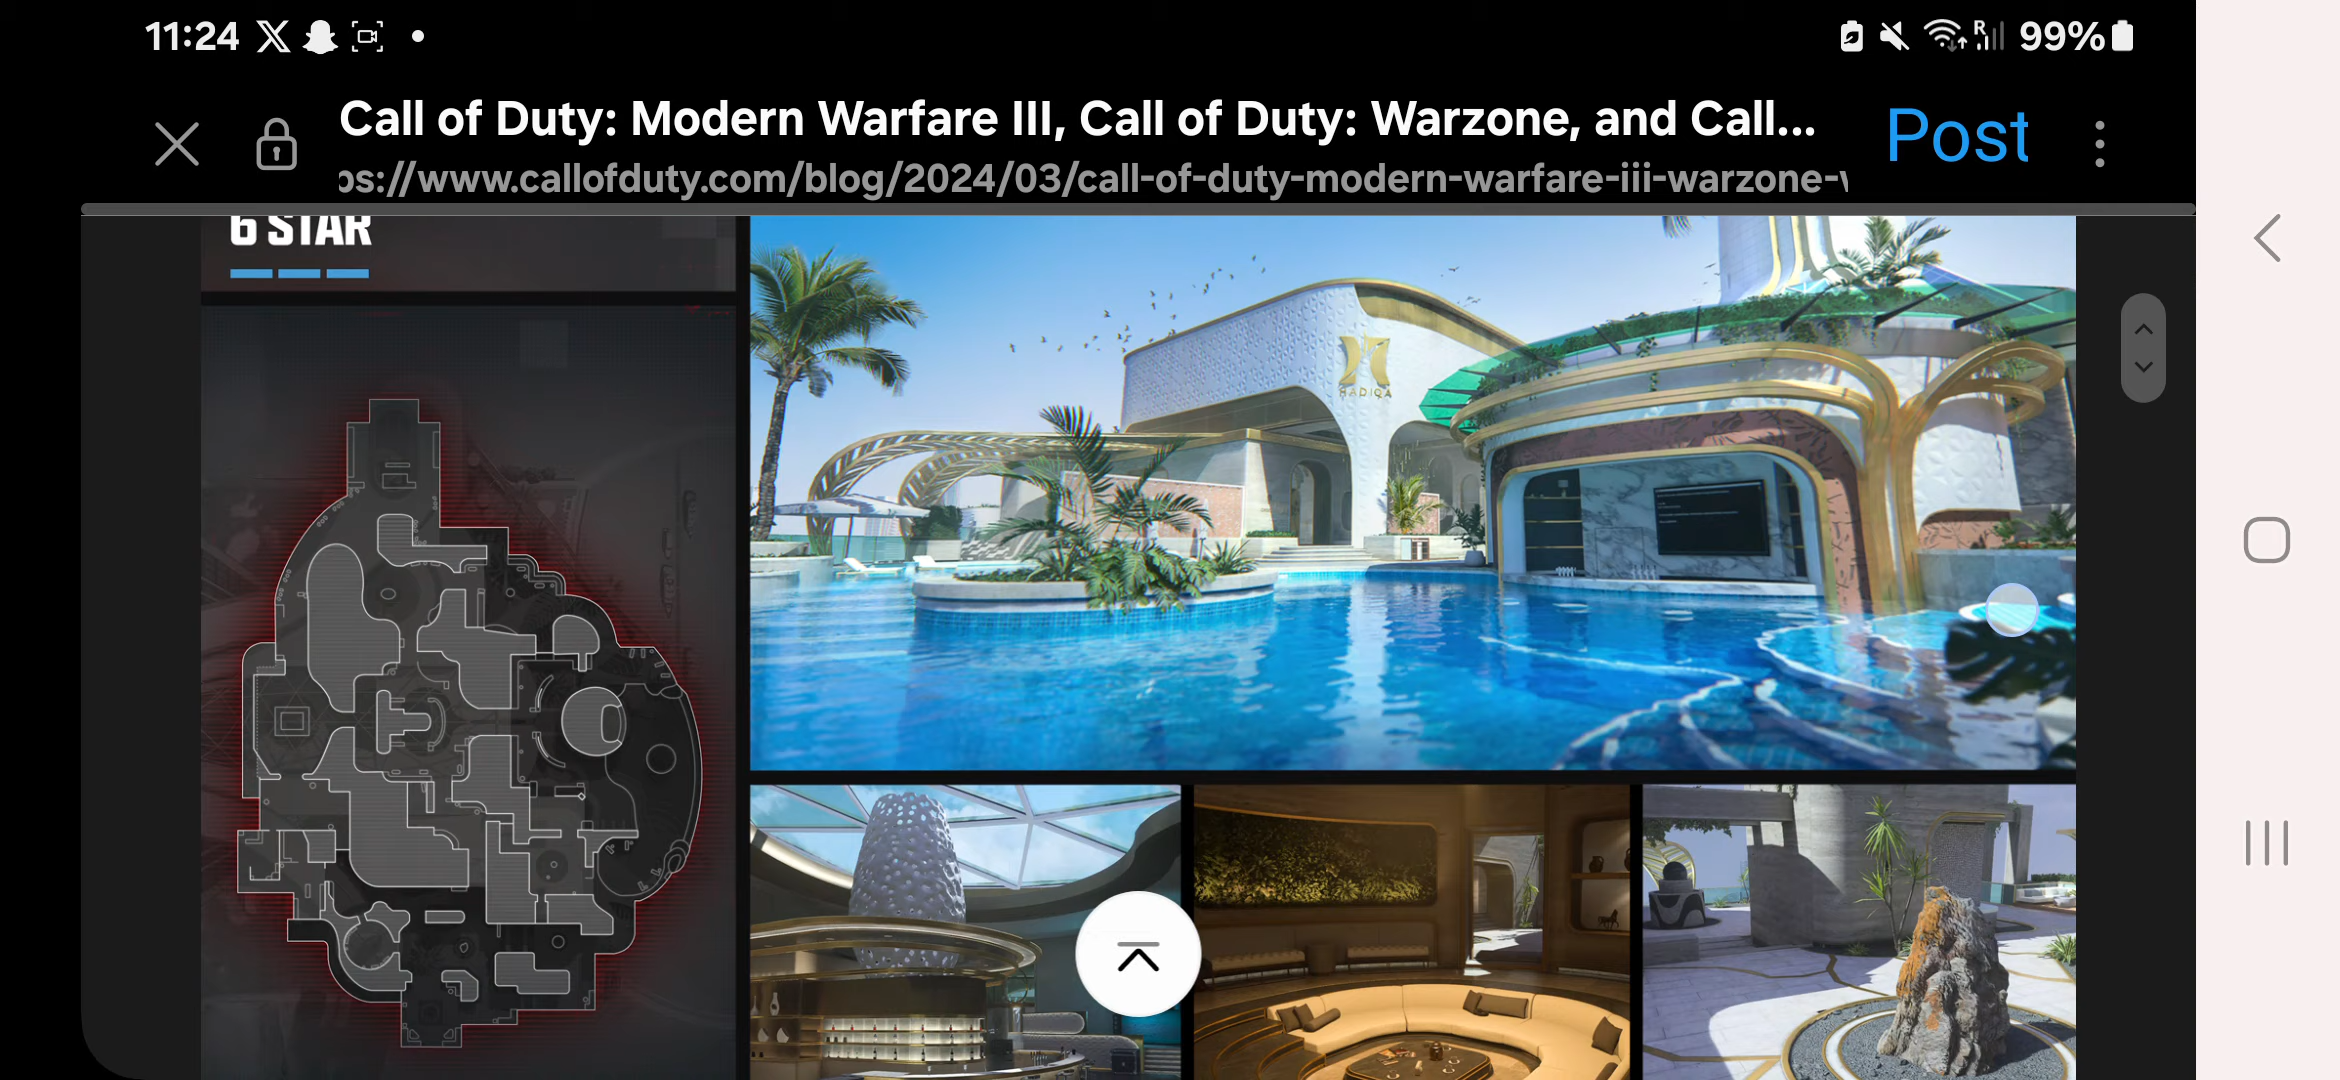 11:24
R
99%
Call of Duty: Modern Warfare III, Call of Duty: Warzone, and Call...
Post
ps://www.callofduty.com/blog/2024/03/call-of-duty-modern-warfare-iii-warzone-
6 STAR
HADIQA